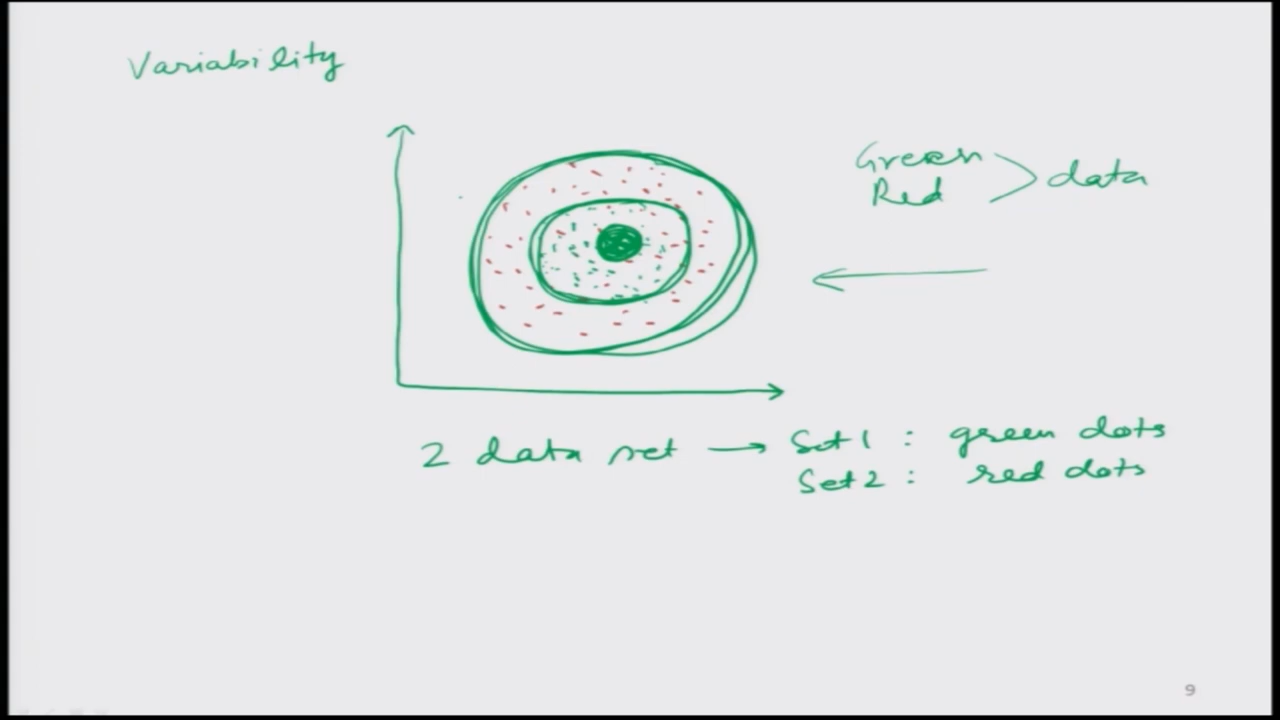 Variability
Green
Red
data
2 data set → Set 1 : green dots
Set 2 : red dots
9